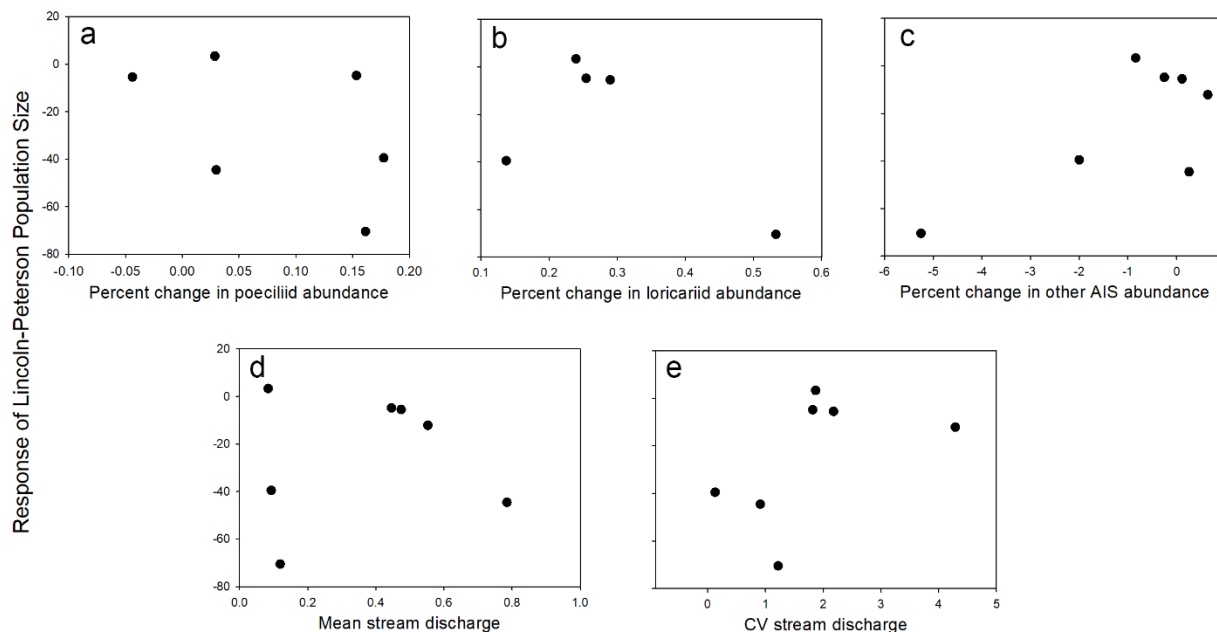 Response of Lincoln-Peterson Population Size
a
20
0
-20
-40
-60
-80
-0.10 -0.05 0.00 0.05 0.10 0.15 0.20
Percent change in poeciliid abundance
b
0.1 0.2 0.3 0.4 0.5 0.6
Percent change in loricariid abundance
c
-6 -5 -2 -1 0
Percent change in other AIS abundance
d
20
0
-20
-40
-60
-80
0.0 0.2 0.4 0.6 0.8 1.0
Mean stream discharge
e
0 1 2 3 4 5
CV stream discharge